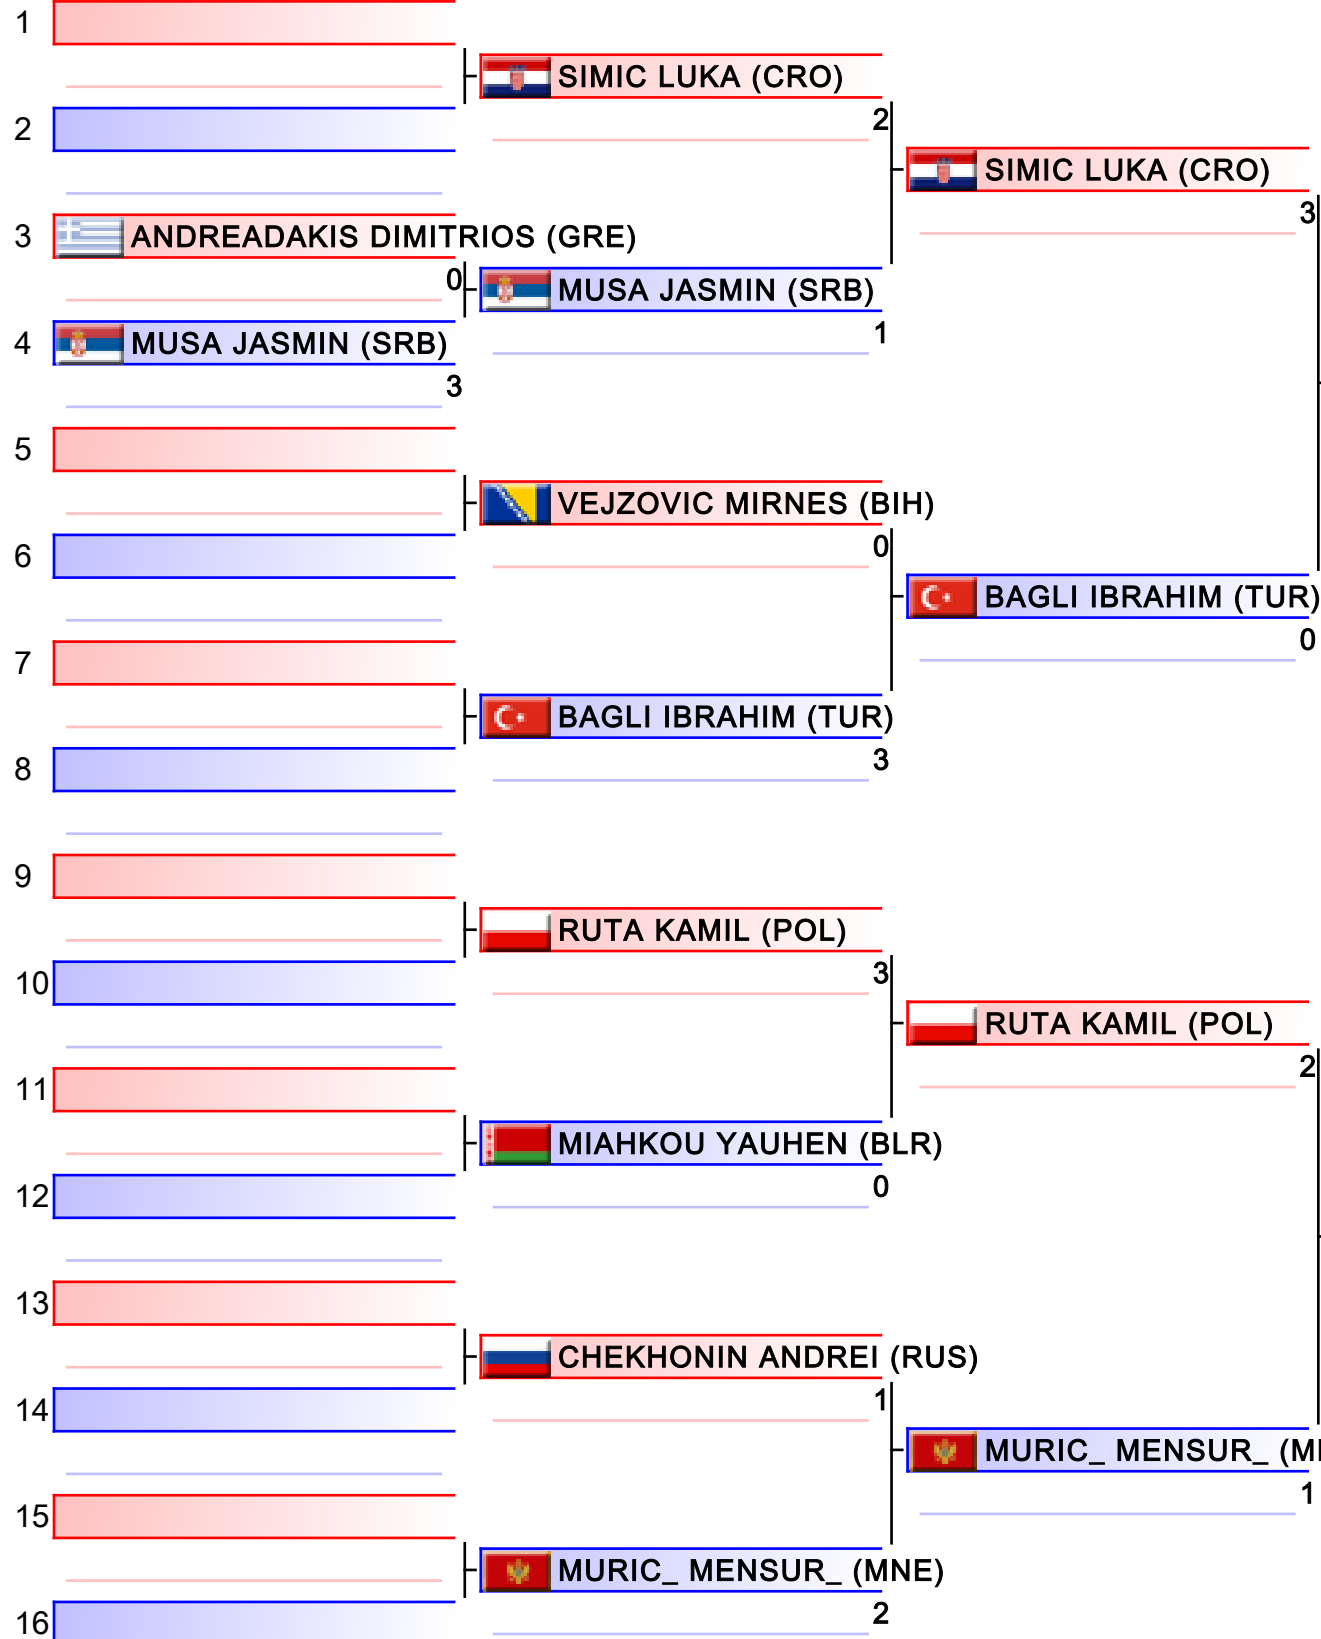 1
SIMIC LUKA (CRO)
2
2
SIMIC LUKA (CRO)
3
3 ANDREADAKIS DIMITRIOS (GRE)
0
MUSA JASMIN (SRB)
1
4 MUSA JASMIN (SRB)
3
5
VEJZOVIC MIRNES (BIH)
0
6
BAGLI IBRAHIM (TUR)
0
7
BAGLI IBRAHIM (TUR)
3
8
9
RUTA KAMIL (POL)
3
10
RUTA KAMIL (POL)
2
11
MIAHKOU YAUHEN (BLR)
0
12
13
CHEKHONIN ANDREI (RUS)
1
14
MURIC_ MENSUR_
1
15
MURIC_ MENSUR_ (MNE)
2
16